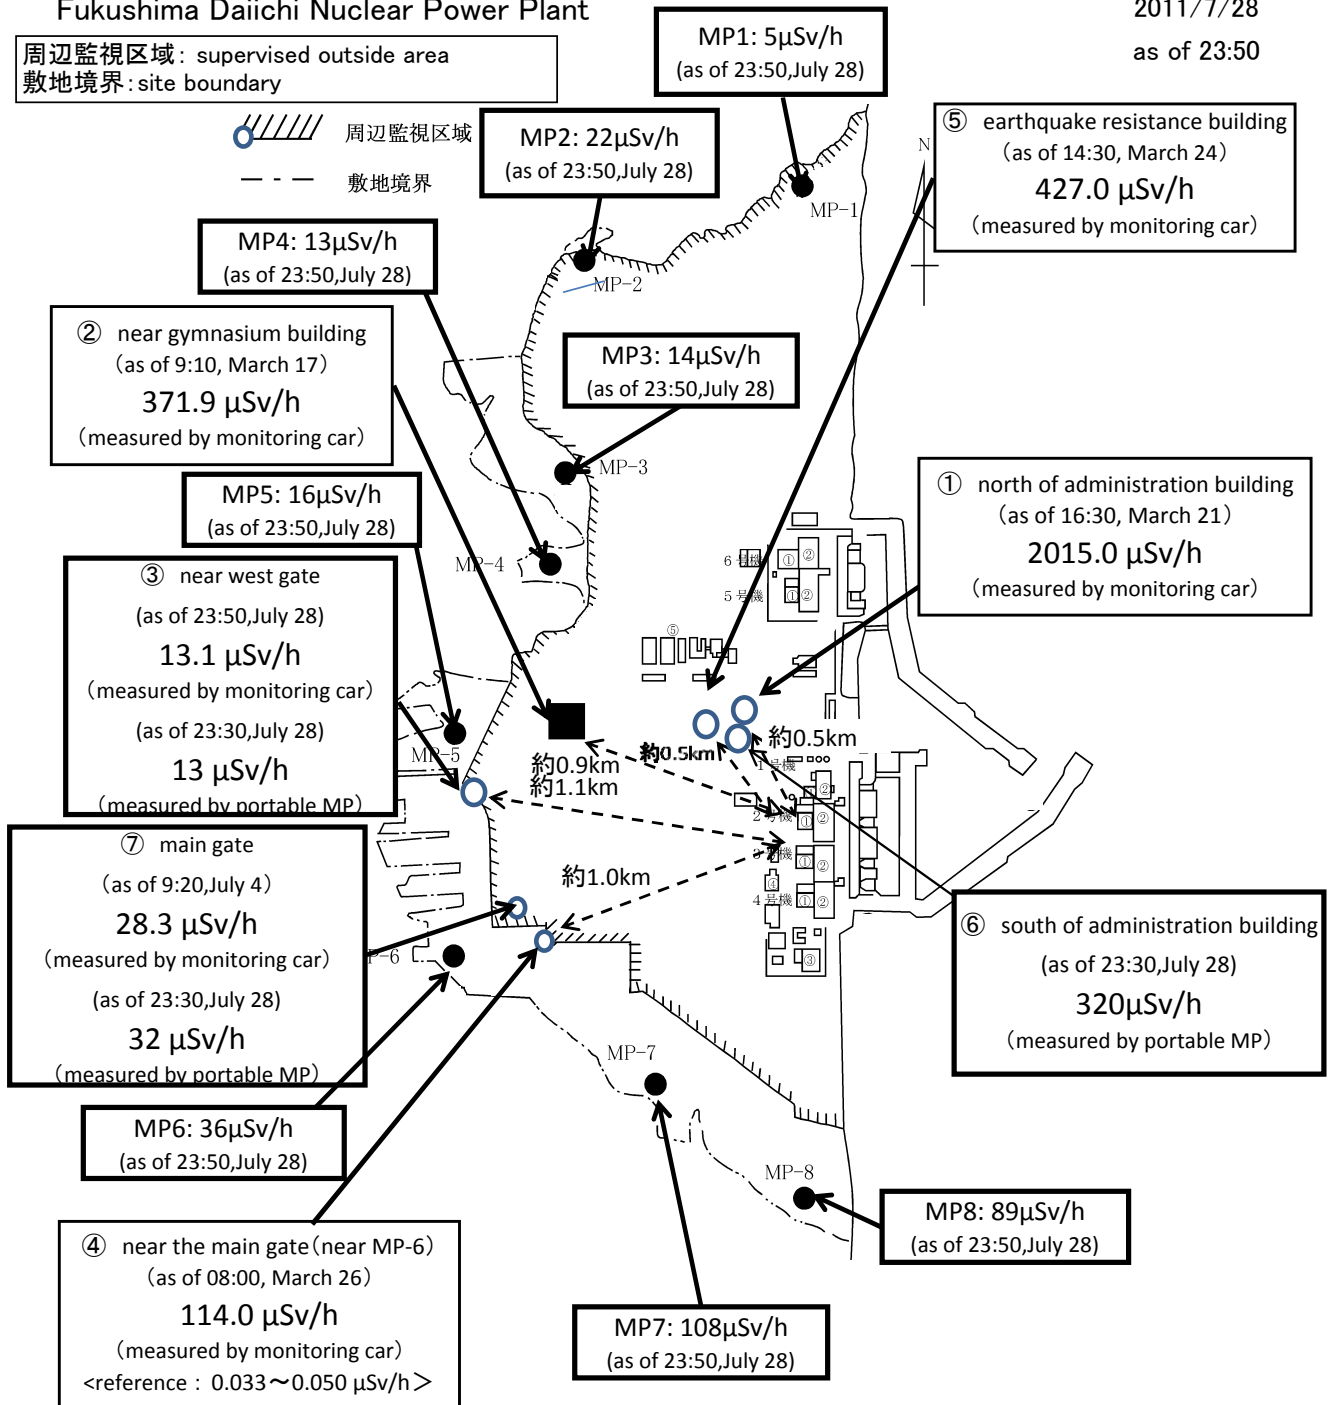 Fukushima Daiichi Nuclear Power Plant
2011/7/28
as of 23:50
周辺監視区域: supervised outside area
敷地境界:site boundary
周辺監視区域
敷地境界
MP1: 5μSv/h
(as of 23:50,July 28)
MP2: 22μSv/h
(as of 23:50,July 28)
⑤ earthquake resistance building
(as of 14:30, March 24)
427.0 μSv/h
(measured by monitoring car)
N
MP-1
MP4: 13μSv/h
(as of 23:50,July 28)
MP-2
② near gymnasium building
(as of 9:10, March 17)
371.9 μSv/h
(measured by monitoring car)
MP3: 14μSv/h
(as of 23:50,July 28)
MP-3
MP5: 16μSv/h
(as of 23:50,July 28)
① north of administration building
(as of 16:30, March 21)
2015.0 μSv/h
(measured by monitoring car)
MP-4
6号機
① ②
5号機
① ②
③ near west gate
(as of 23:50,July 28)
13.1 μSv/h
(measured by monitoring car)
(as of 23:30,July 28)
13 μSv/h
(measured by portable MP)
⑤
MP-5
約0.9km
約1.1km
約0.5km
約0.5km
1号機
②
2号機
① ②
3号機
① ②
④
4号機
① ②
③
約1.0km
⑦ main gate
(as of 9:20,July 4)
28.3 μSv/h
(measured by monitoring car)
(as of 23:30,July 28)
32 μSv/h
(measured by portable MP)
P-6
⑥ south of administration building
(as of 23:30,July 28)
320μSv/h
(measured by portable MP)
MP-7
MP6: 36μSv/h
(as of 23:50,July 28)
MP-8
MP8: 89μSv/h
(as of 23:50,July 28)
④ near the main gate(near MP-6)
(as of 08:00, March 26)
114.0 μSv/h
(measured by monitoring car)
<reference : 0.033～0.050 μSv/h>
MP7: 108μSv/h
(as of 23:50,July 28)